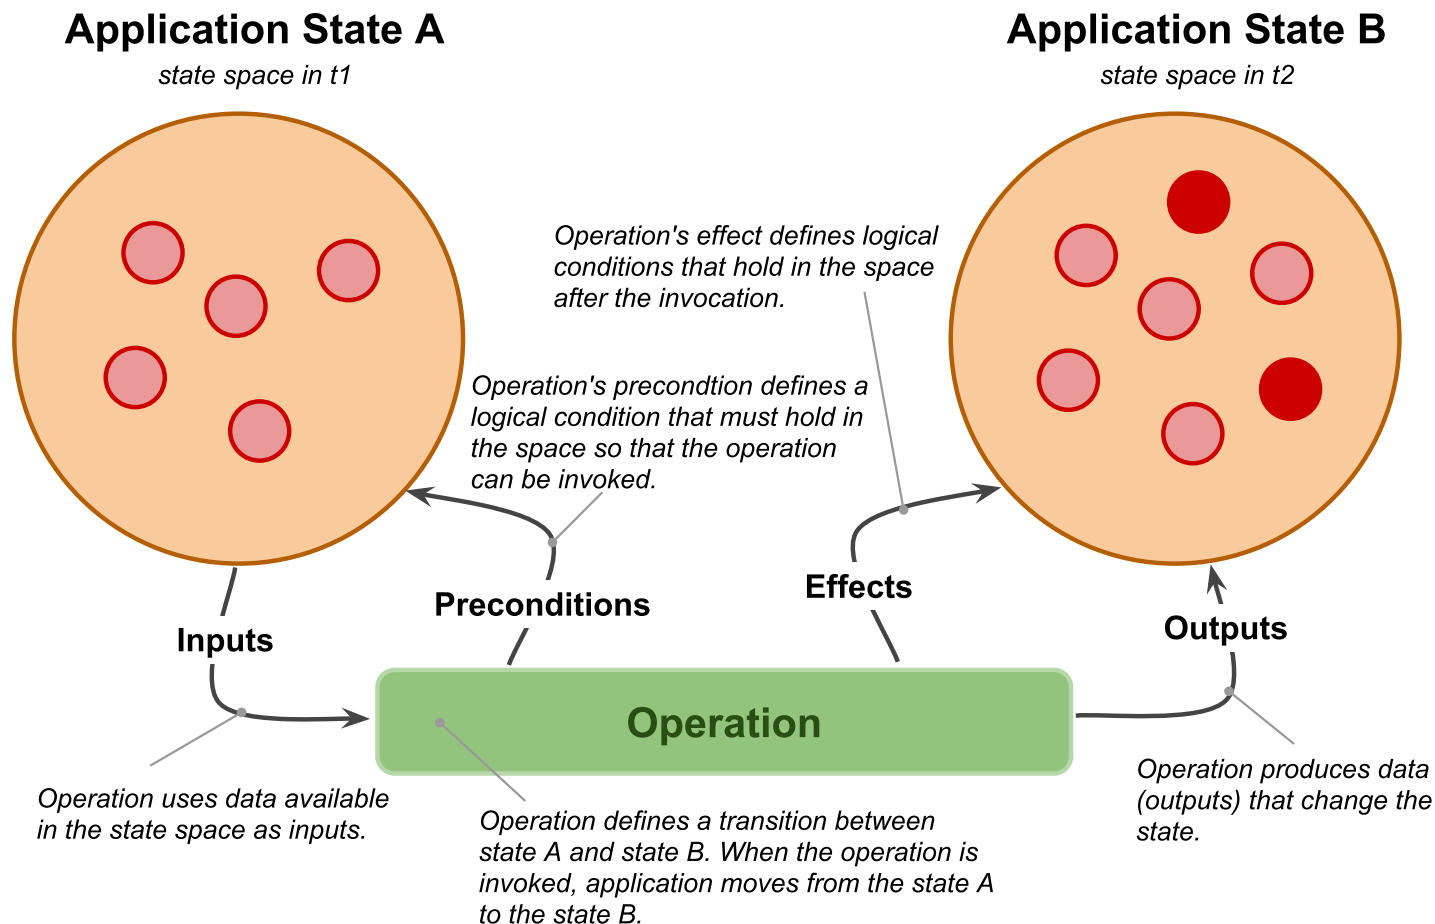 Application State A
state space in t1
Application State B
state space in t2
Operation's effect defines logical
conditions that hold in the space
after the invocation.
Operation's precondtion defines a
logical condition that must hold in
the space so that the operation
can be invoked.
Effects
Preconditions
Inputs
Outputs
Operation
Operation uses data available
in the state space as inputs.
Operation produces data
(outputs) that change the
state.
Operation defines a transition between
state A and state B. When the operation is
invoked, application moves from the state A
to the state B.